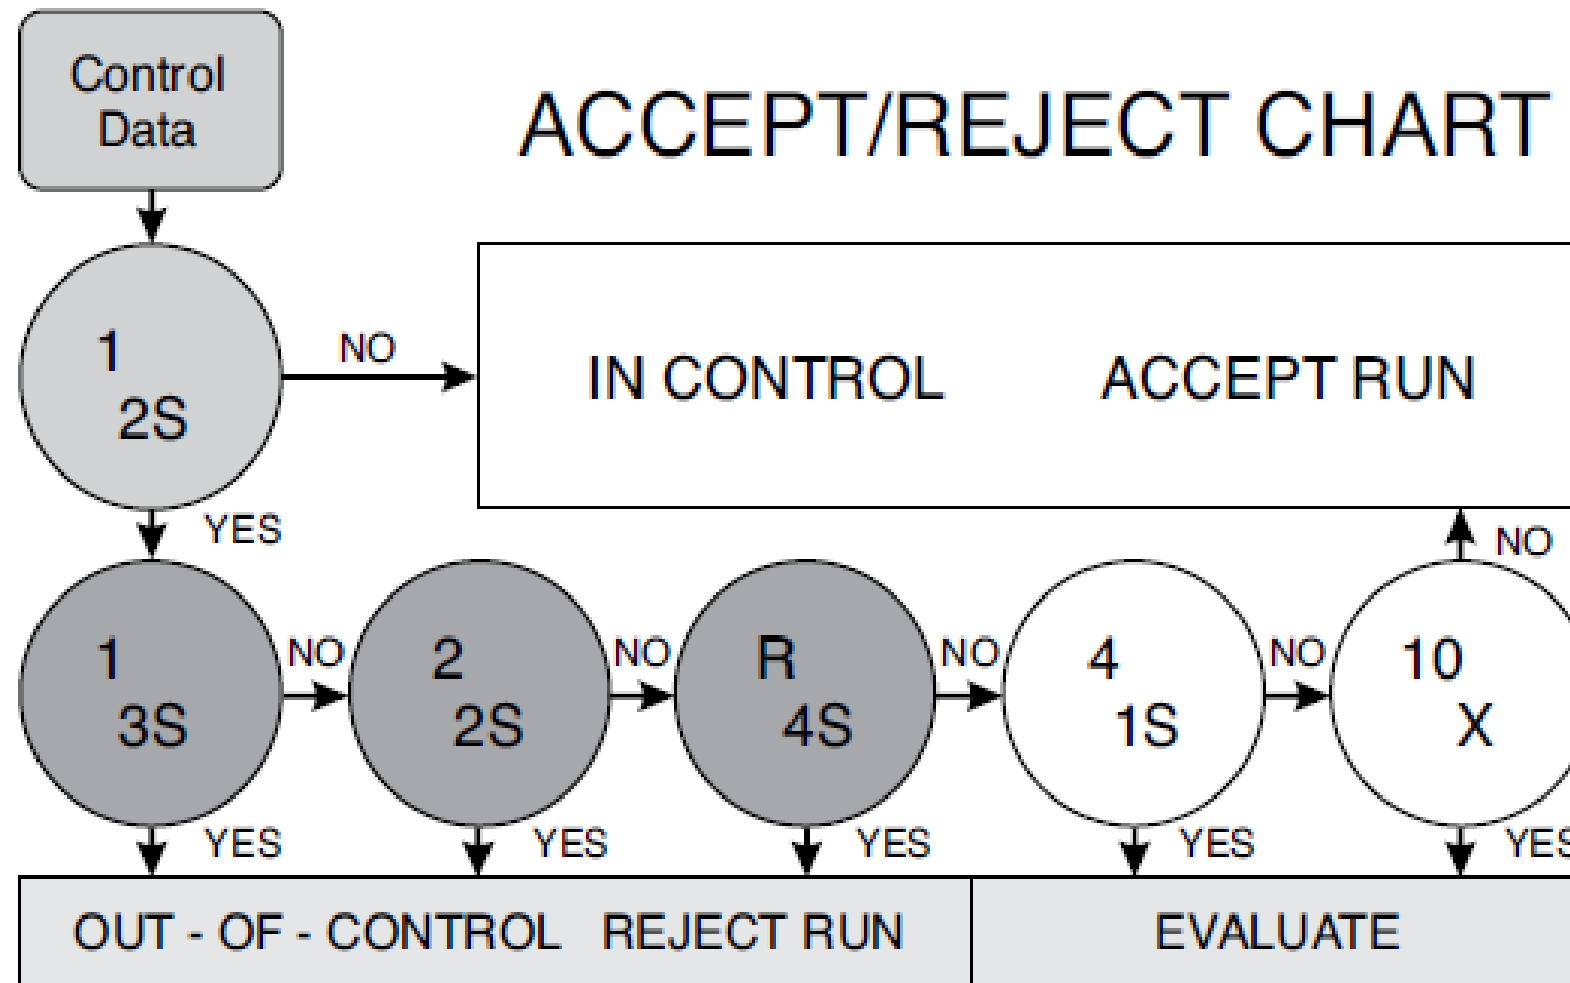 Control
Data
ACCEPT/REJECT CHART
1
2S
NO
IN CONTROL ACCEPT RUN
YES
NO
1
3S
NO
2
2S
NO
R
4S
NO
4
1S
NO
10
X
YES
YES
YES
YES
YES
OUT - OF - CONTROL REJECT RUN
EVALUATE